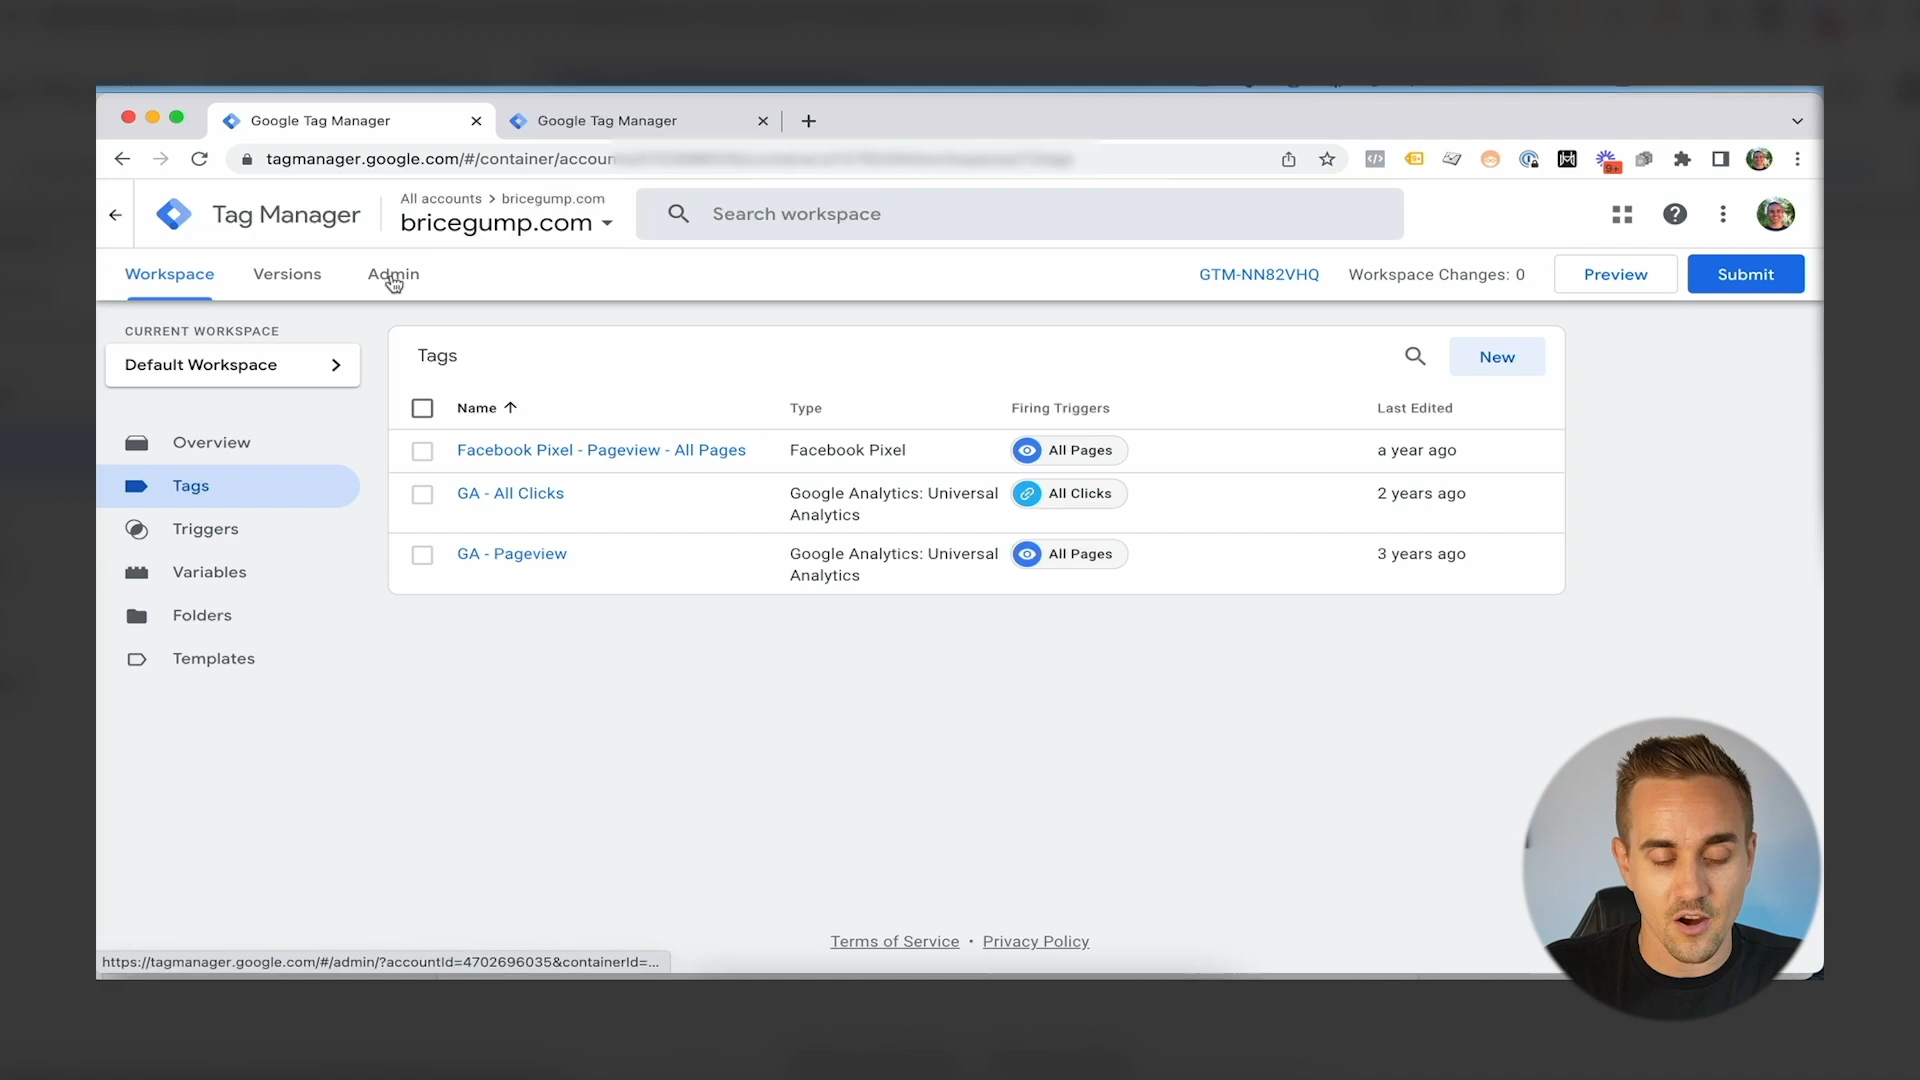 Google Tag Manager
Google Tag Manager
tagmanager.google.com/#/container/accoun
9+
Tag Manager
All accounts > bricegump.com
bricegump.com
Search workspace
Workspace
Versions
Admin
GTM-NN82VHQ
Workspace Changes: 0
Preview
Submit
CURRENT WORKSPACE
Default Workspace
Overview
Tags
Triggers
Variables
Folders
Templates
Tags
New
Name
Type
Firing Triggers
Last Edited
Facebook Pixel - Pageview - All Pages
Facebook Pixel
All Pages
a year ago
GA - All Clicks
Google Analytics: Universal
Analytics
All Clicks
2 years ago
GA - Pageview
Google Analytics: Universal
Analytics
All Pages
3 years ago
Terms of Service • Privacy Policy
https://tagmanager.google.com/#/admin/?accountId=4702696035&containerId=...